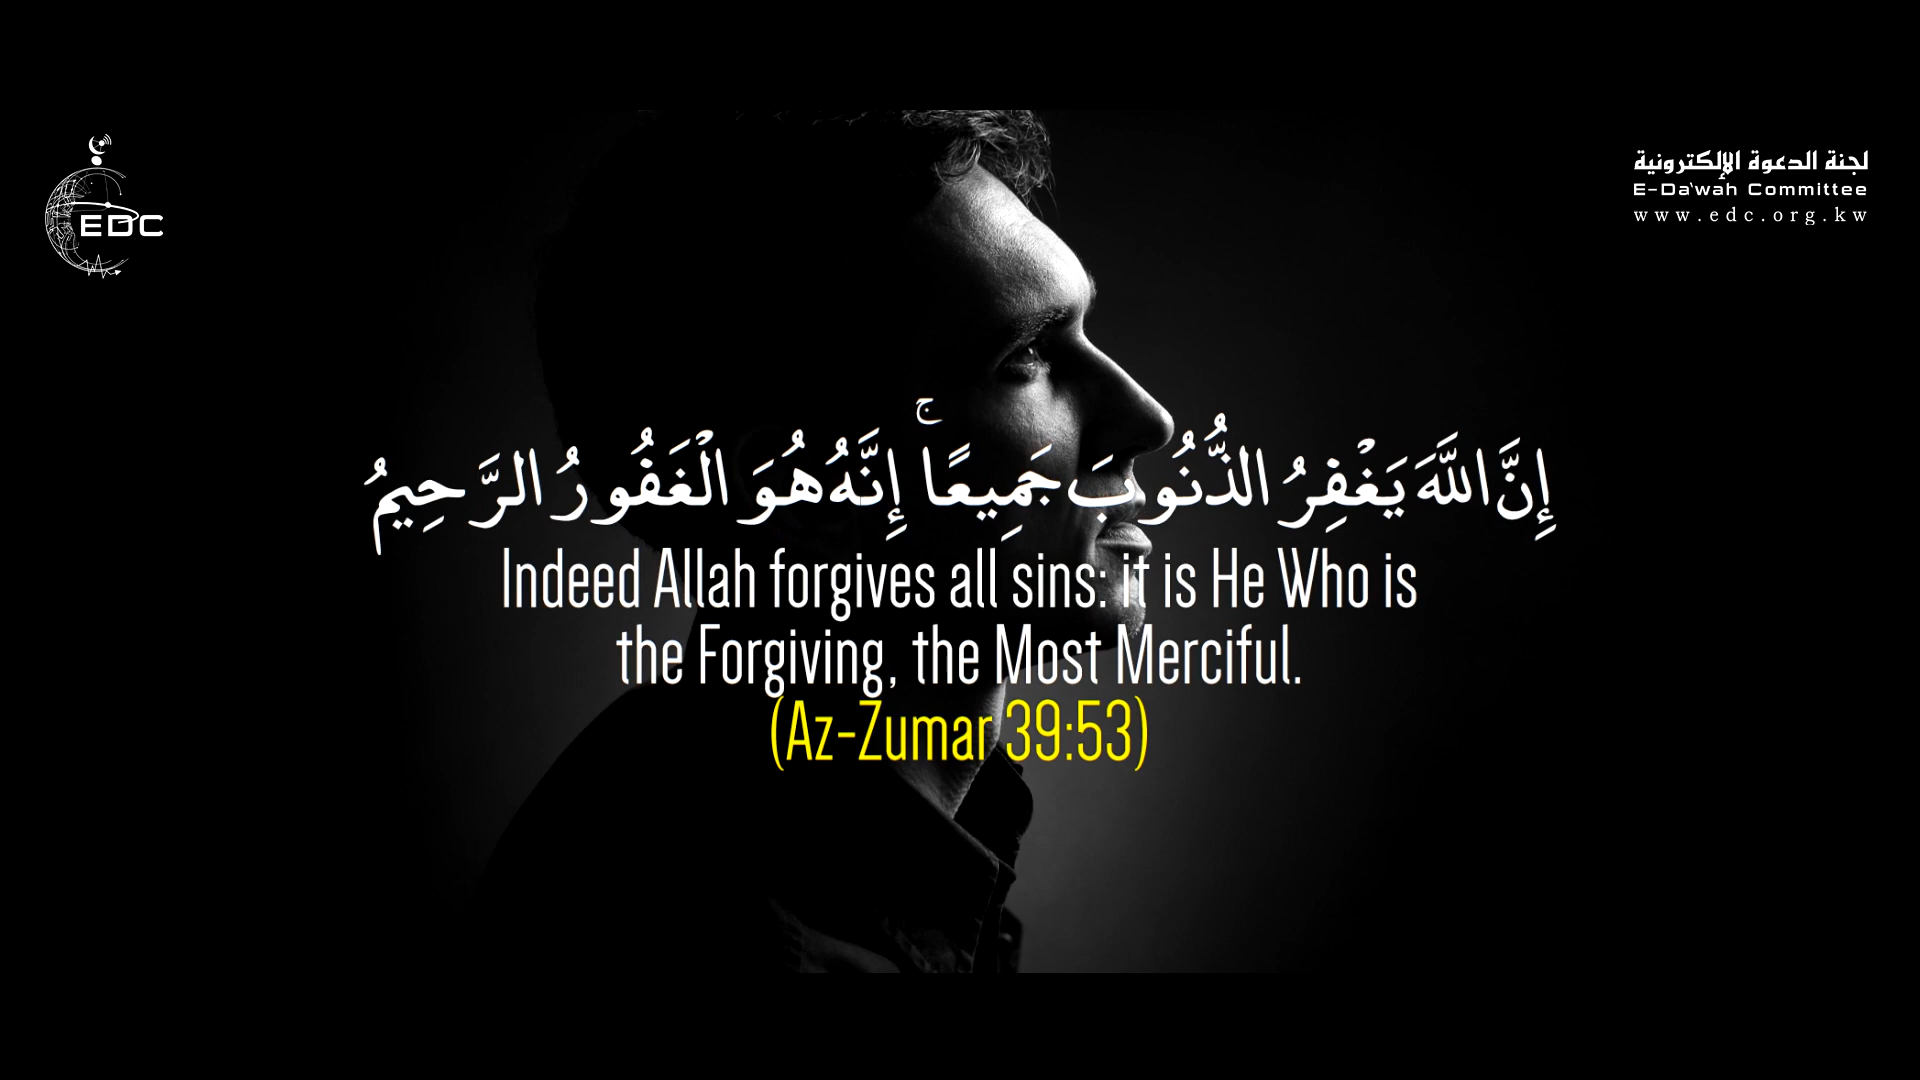 EDC
لجنة الدعوة الإلكترونية
E-Da'wah Committee
www.edc.org.kw
إِنَّ اللَّهَ يَغْفِرُ الذُّنُوبَ جَمِيعًا ۚ إِنَّهُ هُوَ الْغَفُورُ الرَّحِيمُ
Indeed Allah forgives all sins: it is He Who is
the Forgiving, the Most Merciful.
(Az-Zumar 39:53)